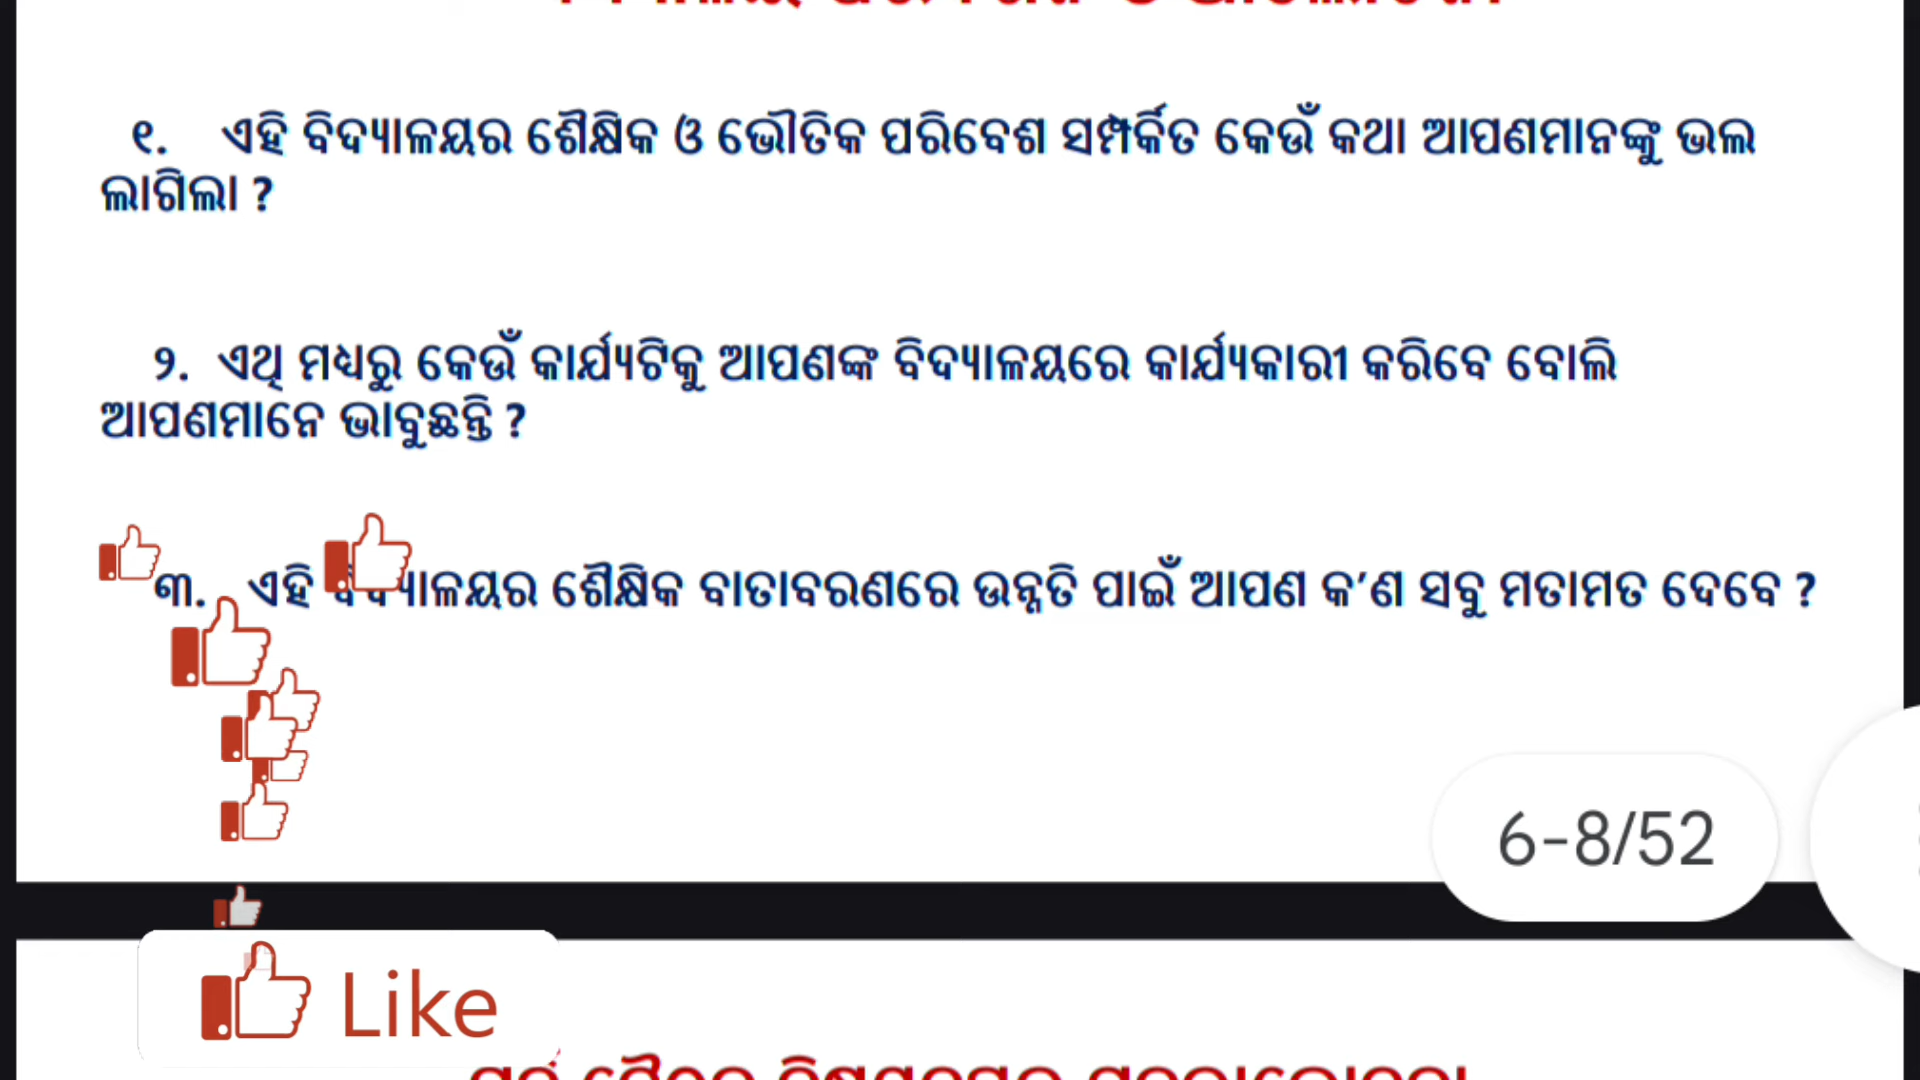 ୧. ଏହି ବିଦ୍ୟାଳୟର ଶୈକ୍ଷିକ ଓ ଭୌତିକ ପରିବେଶ ସମ୍ପର୍କିତ କେଉଁ କଥା ଆପଣମାନଙ୍କୁ ଭଲ
ଲାଗିଲା ?
୨. ଏଥି ମଧ୍ୟରୁ କେଉଁ କାର୍ଯ୍ୟଟିକୁ ଆପଣଙ୍କ ବିଦ୍ୟାଳୟରେ କାର୍ଯ୍ୟକାରୀ କରିବେ ବୋଲି
ଆପଣମାନେ ଭାବୁଛନ୍ତି ?
୩. ଏହି ବିଦ୍ୟାଳୟର ଶୈକ୍ଷିକ ବାତାବରଣରେ ଉନ୍ନତି ପାଇଁ ଆପଣ କ’ଣ ସବୁ ମତାମତ ଦେବେ ?
6-8/52
Like